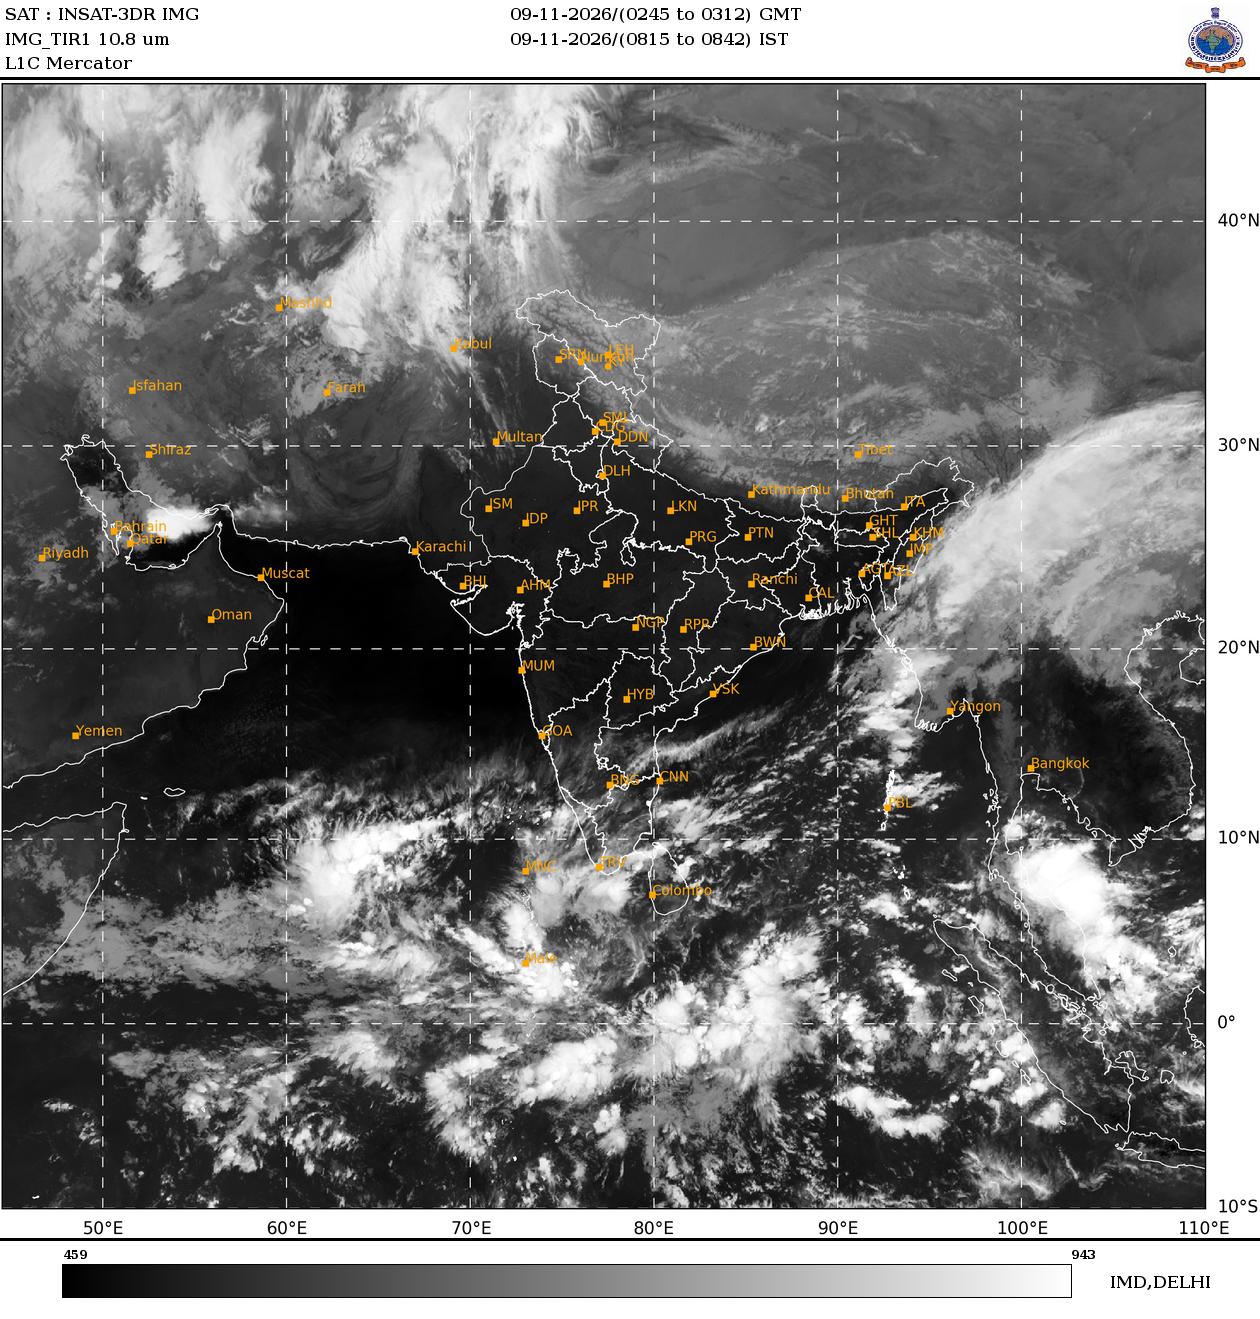 SAT : INSAT-3DR IMG
09-11-2026/(0245 to 0312) GMT
IMG_TIR1 10.8 um
09-11-2026/(0815 to 0842) IST
L1C Mercator
40°N
Mashhd
Kabul
LEH
SRN
Isfahan
Farah
SML
Multan
DDN
30°N
Shiraz
Tibet
DLH
Kathmandu
Bhutan
JSM
JPR
LKN
ITA
JDP
GHT
Bahrain
Qatar
PRG
PTN
SHL
KHM
Karachi
IMP
Riyadh
Muscat
BHJ
AHM
BHP
Ranchi
AGT
AZL
CAL
Oman
NGP
RPR
BWN
20°N
MUM
HYB
VSK
Yangon
Yemen
GOA
Bangkok
BNG
CNN
PBL
10°N
MNC
TRV
Colombo
Male
0°
10°S
50°E
60°E
70°E
80°E
90°E
100°E
110°E
459
943
IMD,DELHI